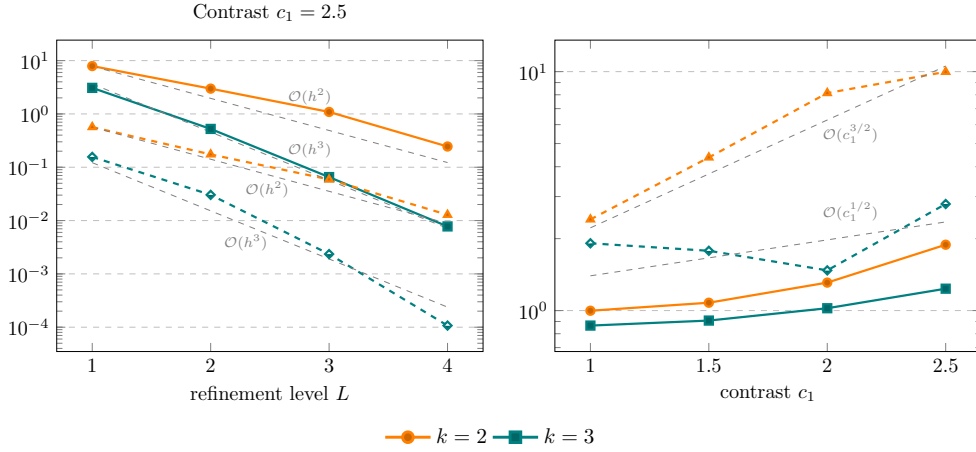 Contrast c₁ = 2.5
10¹
10⁰
10⁻¹
10⁻²
10⁻³
10⁻⁴
O(h²)
O(h³)
O(h²)
O(h³)
1 2 3 4
refinement level L
10¹
10⁰
O(c₁^{3/2})
O(c₁^{1/2})
1 1.5 2 2.5
contrast c₁
k = 2 k = 3